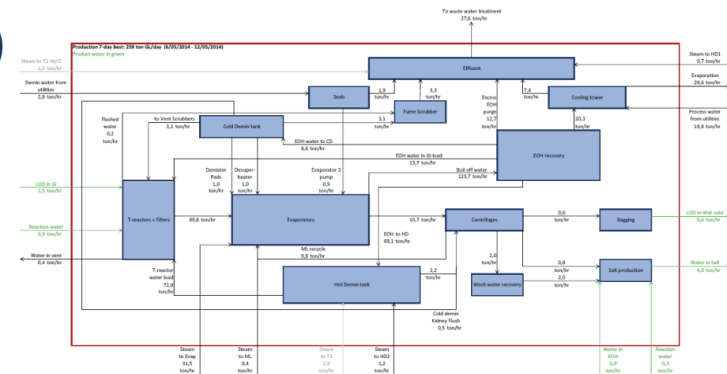 To waste water treatment
27,6 ton/hr
Production 7-day best: 259 ton GL/day (6/05/2014 - 12/05/2014)
Product water in green
Steam to T2 HI/CI
1,0 ton/hr
Effluent
Steam to HD1
0,7 ton/hr
Demin water from
utilities
2,8 ton/hr
Seals
1,9
ton/hr
3,3
ton/hr
Excess
EOH
purge
12,7
ton/hr
7,4
ton/hr
Cooling tower
Evaporation
29,6 ton/hr
Flashed
water
0,2
ton/hr
to Vent Scrubbers
3,1 ton/hr
Cold Demin tank
3,1
ton/hr
Fume Scrubber
20,3
ton/hr
Process water
from utilities
19,8 ton/hr
EOH water to CD
8,6 ton/hr
EOH recovery
EOH water in GI load
13,7 ton/hr
Demister
Pads
1,0
ton/hr
Desuper-
heater
1,0
ton/hr
Evaporator 3
pump
0,9
ton/hr
Boil off water
123,7 ton/hr
LOD in GI
1,5 ton/hr
T-reactors + Filters
89,8 ton/hr
Evaporators
10,7 ton/hr
Centrifuges
0,6
ton/hr
Bagging
LOD in Wet cake
0,6 ton/hr
Reaction water
0,9 ton/hr
EOH to HD
69,1 ton/hr
Water in vent
0,4 ton/hr
ML recycle
9,8 ton/hr
T-reactor
water load
72,8
ton/hr
Hot Demin tank
2,2
ton/hr
2,0
ton/hr
0,8
ton/hr
Salt production
Water in Salt
4,0 ton/hr
Wash water recovery
2,0
ton/hr
Cold demin
Kidney Flush
0,5 ton/hr
Steam
to Evap
31,5
ton/hr
Steam
to ML
0,4
ton/hr
Steam
to T3
2,9
ton/hr
Steam
to HD2
1,2
ton/hr
Water in
KOH
0,9
ton/hr
Reaction
water
0,3
ton/hr